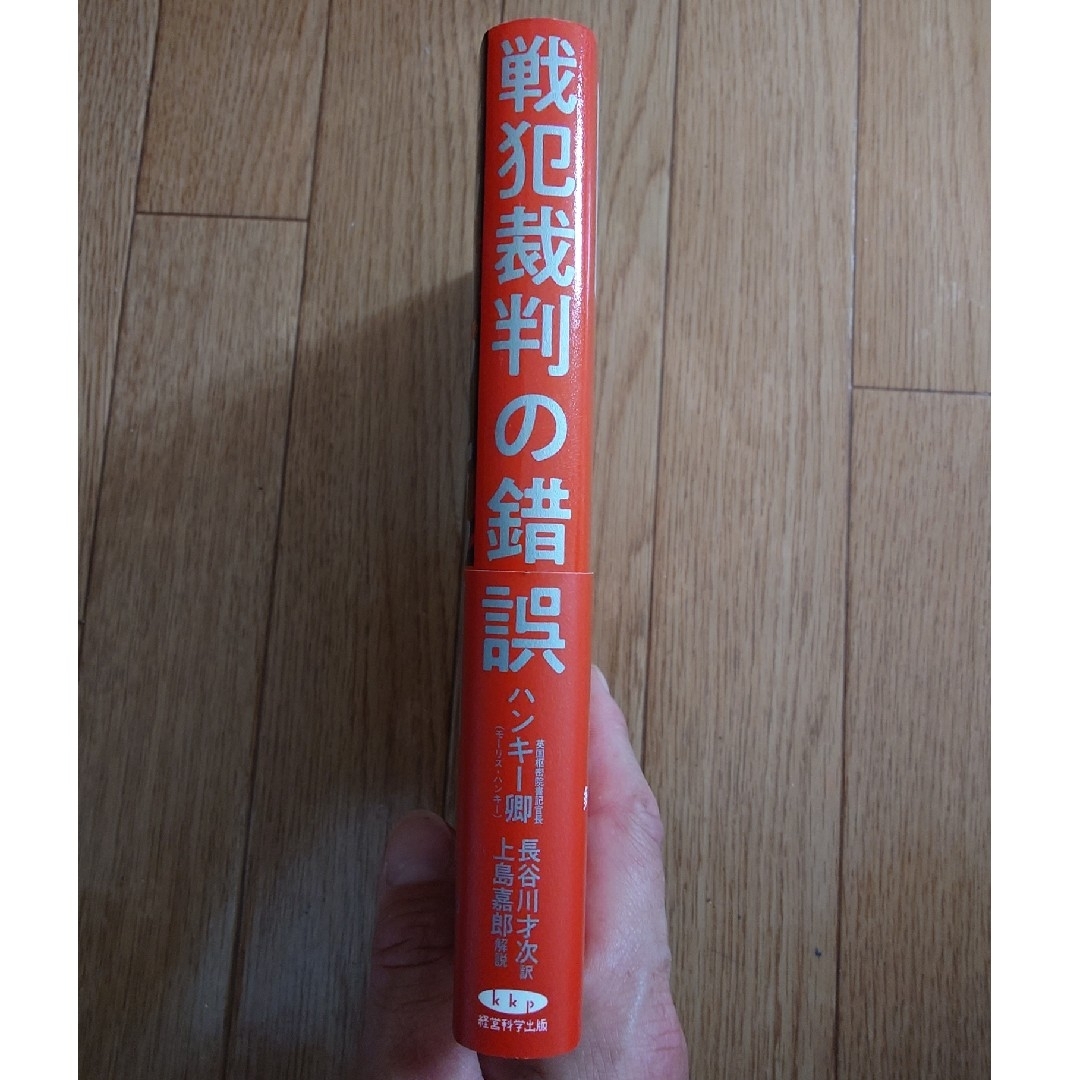 戦犯裁判の錯誤
英国枢密院書記官長
ハンキー卿
(モーリス・ハンキー)
長谷川才次 訳
上島嘉郎 解説
kkp
経営科学出版